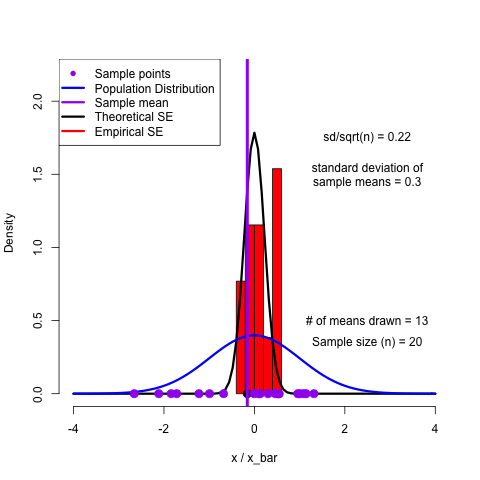 Sample points
Population Distribution
Sample mean
Theoretical SE
Empirical SE
sd/sqrt(n) = 0.22
standard deviation of
sample means = 0.3
# of means drawn = 13
Sample size (n) = 20
Density
0.0
0.5
1.0
1.5
2.0
-4
-2
0
2
4
x / x_bar